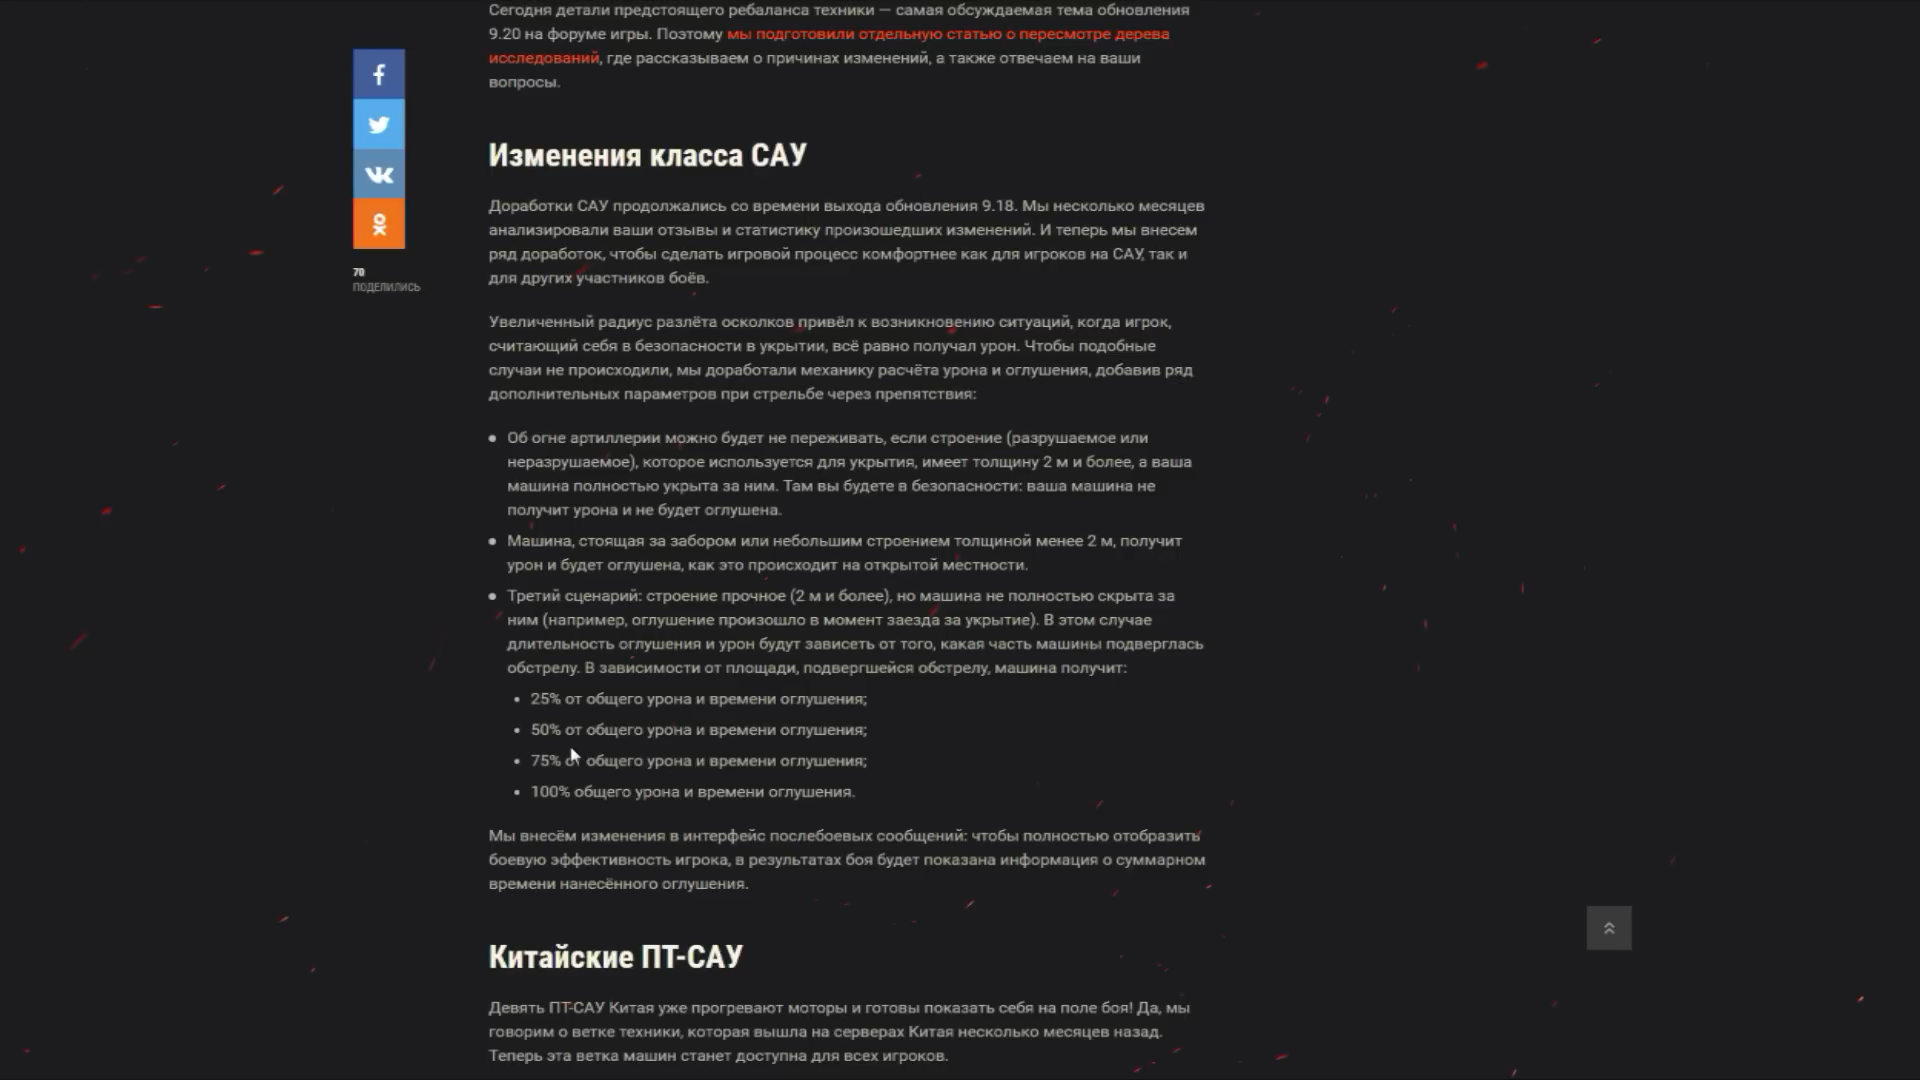 Сегодня детали предстоящего ребаланса техники — самая обсуждаемая тема обновления
9.20 на форуме игры. Поэтому мы подготовили отдельную статью о пересмотре дерева
исследований, где рассказываем о причинах изменений, а также отвечаем на ваши
вопросы.
70
ПОДЕЛИЛИСЬ
Изменения класса САУ
Доработки САУ продолжались со времени выхода обновления 9.18. Мы несколько месяцев
анализировали ваши отзывы и статистику произошедших изменений. И теперь мы внесем
ряд доработок, чтобы сделать игровой процесс комфортнее как для игроков на САУ, так и
для других участников боёв.
Увеличенный радиус разлёта осколков привёл к возникновению ситуаций, когда игрок,
считающий себя в безопасности в укрытии, всё равно получал урон. Чтобы подобные
случаи не происходили, мы доработали механику расчёта урона и оглушения, добавив ряд
дополнительных параметров при стрельбе через препятствия:
• Об огне артиллерии можно будет не переживать, если строение (разрушаемое или
неразрушаемое), которое используется для укрытия, имеет толщину 2 м и более, а ваша
машина полностью укрыта за ним. Там вы будете в безопасности: ваша машина не
получит урона и не будет оглушена.
• Машина, стоящая за забором или небольшим строением толщиной менее 2 м, получит
урон и будет оглушена, как это происходит на открытой местности.
• Третий сценарий: строение прочное (2 м и более), но машина не полностью скрыта за
ним (например, оглушение произошло в момент заезда за укрытие). В этом случае
длительность оглушения и урон будут зависеть от того, какая часть машины подверглась
обстрелу. В зависимости от площади, подвергшейся обстрелу, машина получит:
• 25% от общего урона и времени оглушения;
• 50% от общего урона и времени оглушения;
• 75% от общего урона и времени оглушения;
• 100% общего урона и времени оглушения.
Мы внесём изменения в интерфейс послебоевых сообщений: чтобы полностью отобразить
боевую эффективность игрока, в результатах боя будет показана информация о суммарном
времени нанесённого оглушения.
Китайские ПТ-САУ
Девять ПТ-САУ Китая уже прогревают моторы и готовы показать себя на поле боя! Да, мы
говорим о ветке техники, которая вышла на серверах Китая несколько месяцев назад.
Теперь эта ветка машин станет доступна для всех игроков.